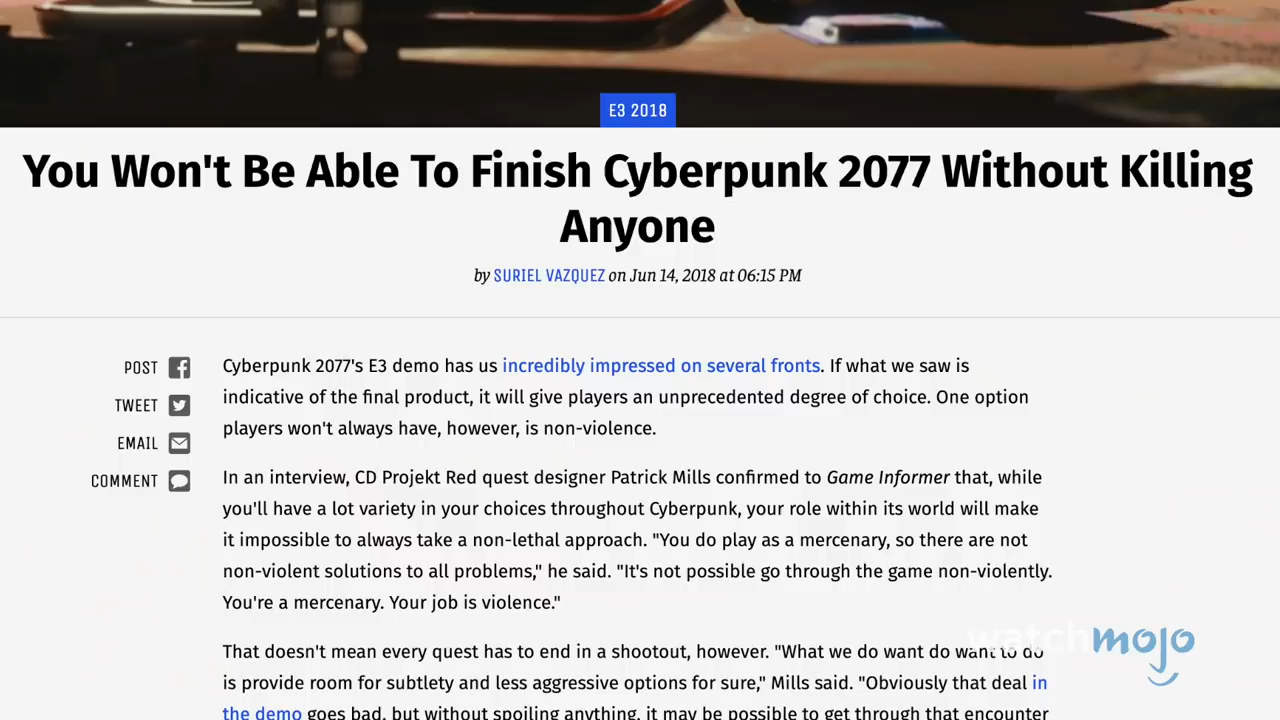 E3 2018
You Won't Be Able To Finish Cyberpunk 2077 Without Killing
Anyone
by SURIEL VAZQUEZ on Jun 14, 2018 at 06:15 PM
POST
TWEET
EMAIL
COMMENT
Cyberpunk 2077's E3 demo has us incredibly impressed on several fronts. If what we saw is
indicative of the final product, it will give players an unprecedented degree of choice. One option
players won't always have, however, is non-violence.
In an interview, CD Projekt Red quest designer Patrick Mills confirmed to Game Informer that, while
you'll have a lot variety in your choices throughout Cyberpunk, your role within its world will make
it impossible to always take a non-lethal approach. "You do play as a mercenary, so there are not
non-violent solutions to all problems," he said. "It's not possible go through the game non-violently.
You're a mercenary. Your job is violence."
That doesn't mean every quest has to end in a shootout, however. "What we do want do want to do
is provide room for subtlety and less aggressive options for sure," Mills said. "Obviously that deal in
the demo goes bad, but without spoiling anything, it may be possible to get through that encounter
watchmojo